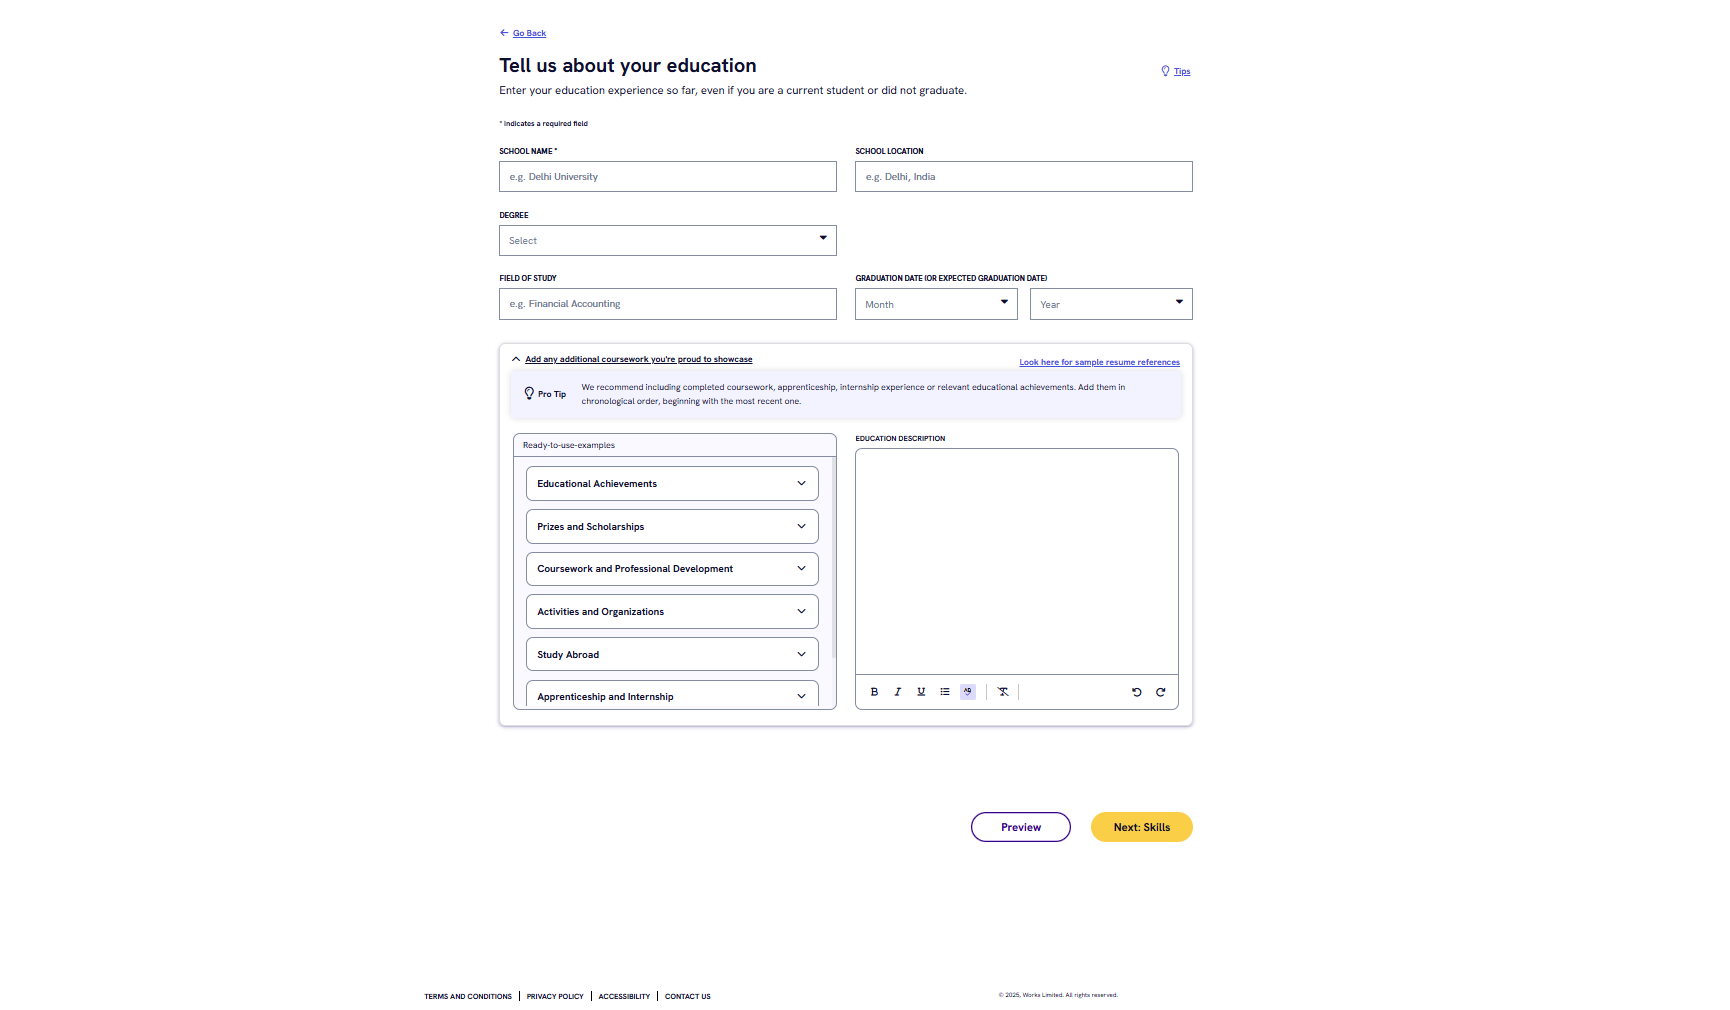 Go Back
Tell us about your education
Tips
Enter your education experience so far, even if you are a current student or did not graduate.
* indicates a required field
SCHOOL NAME *
SCHOOL LOCATION
e.g. Delhi University
e.g. Delhi, India
DEGREE
Select
FIELD OF STUDY
GRADUATION DATE (OR EXPECTED GRADUATION DATE)
e.g. Financial Accounting
Month
Year
Add any additional coursework you're proud to showcase
Look here for sample resume references
Pro Tip
We recommend including completed coursework, apprenticeship, internship experience or relevant educational achievements. Add them in
chronological order, beginning with the most recent one.
Ready-to-use-examples
EDUCATION DESCRIPTION
Educational Achievements
Prizes and Scholarships
Coursework and Professional Development
Activities and Organizations
Study Abroad
Apprenticeship and Internship
B I U
Preview
Next: Skills
TERMS AND CONDITIONS | PRIVACY POLICY | ACCESSIBILITY | CONTACT US
© 2025, Works Limited. All rights reserved.